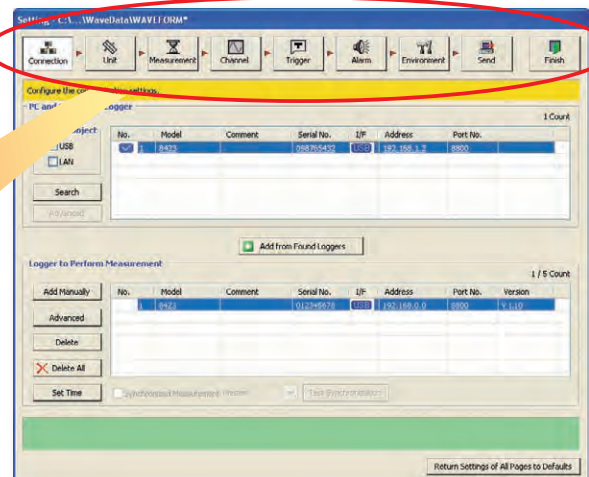 Setting - C:\...\WaveData\WAVEFORM*
Connection
Unit
Measurement
Channel
Trigger
Alarm
Environment
Send
Finish
Configure the settings.
PC and Logger
1 Count
USB
LAN
Search
Advanced
No. Model Comment Serial No. I/F Address Port No.
1 8423 098765432 USB 192.168.1.2 8800
Add from Found Loggers
Logger to Perform Measurement
1 / 5 Count
Add Manually
Advanced
Delete
Delete All
Set Time
No. Model Comment Serial No. I/F Address Port No. Version
1 8423 012345678 USB 192.168.0.0 8800 V 1.10
Synchronized Measurement
Test Synchronization
Return Settings of All Pages to Defaults